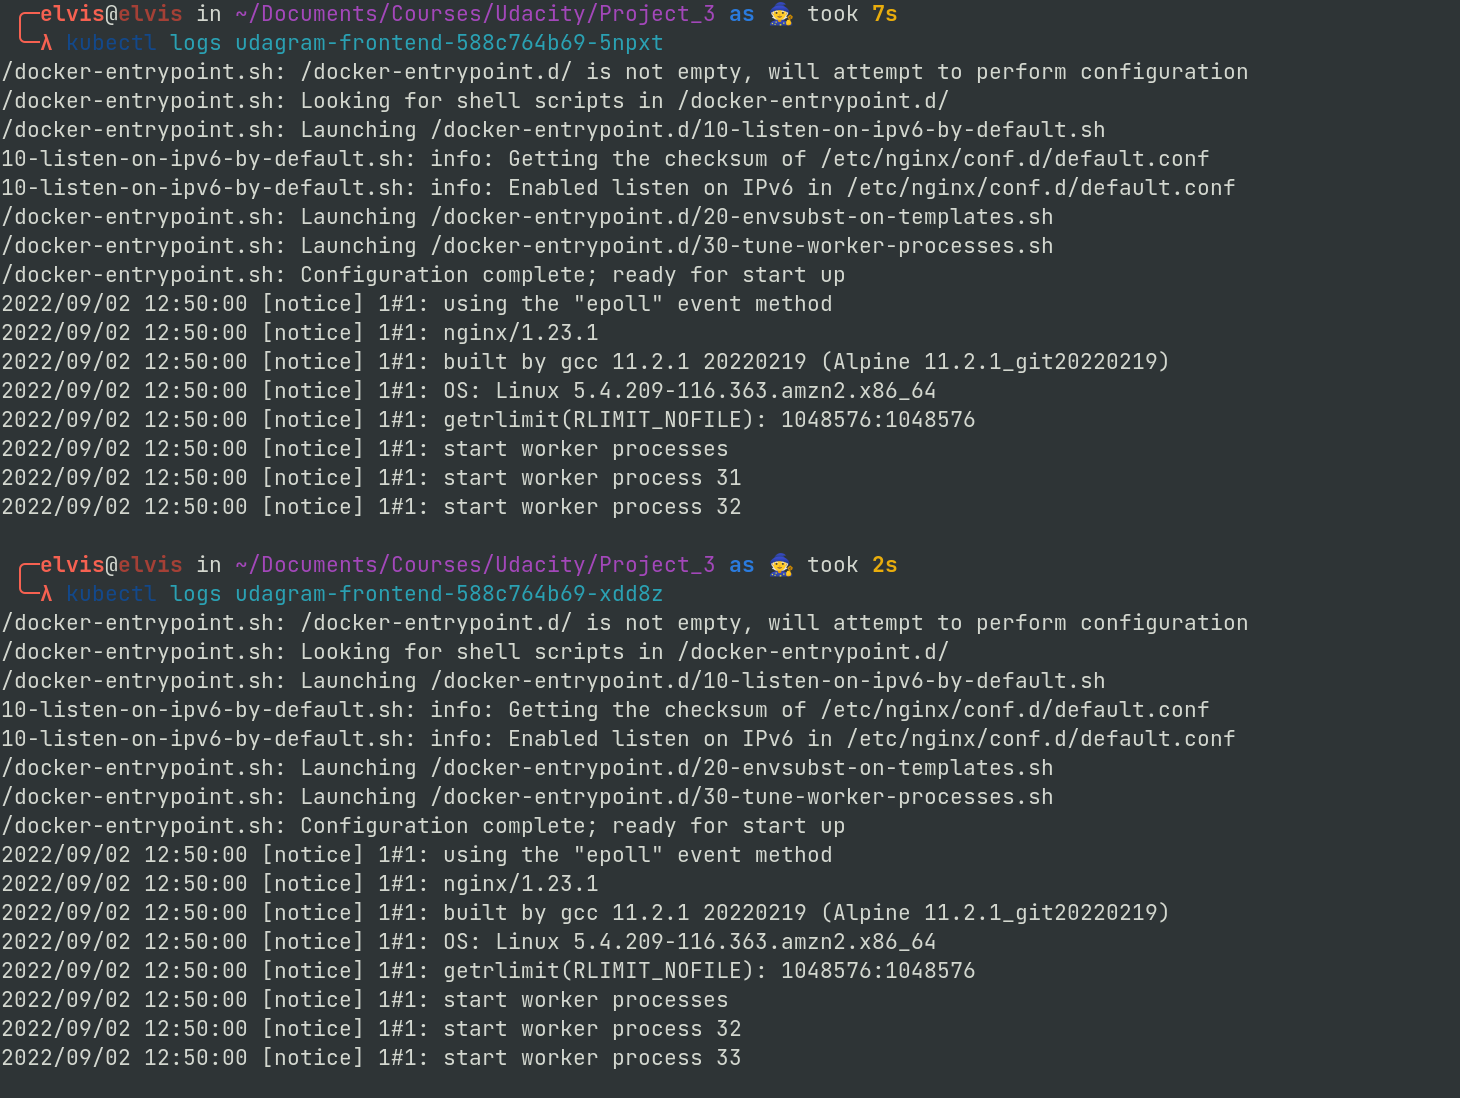 elvis@elvis in ~/Documents/Courses/Udacity/Project_3 as 🧙 took 7s
λ kubectl logs udagram-frontend-588c764b69-5npxt
/docker-entrypoint.sh: /docker-entrypoint.d/ is not empty, will attempt to perform configuration
/docker-entrypoint.sh: Looking for shell scripts in /docker-entrypoint.d/
/docker-entrypoint.sh: Launching /docker-entrypoint.d/10-listen-on-ipv6-by-default.sh
10-listen-on-ipv6-by-default.sh: info: Getting the checksum of /etc/nginx/conf.d/default.conf
10-listen-on-ipv6-by-default.sh: info: Enabled listen on IPv6 in /etc/nginx/conf.d/default.conf
/docker-entrypoint.sh: Launching /docker-entrypoint.d/20-envsubst-on-templates.sh
/docker-entrypoint.sh: Launching /docker-entrypoint.d/30-tune-worker-processes.sh
/docker-entrypoint.sh: Configuration complete; ready for start up
2022/09/02 12:50:00 [notice] 1#1: using the "epoll" event method
2022/09/02 12:50:00 [notice] 1#1: nginx/1.23.1
2022/09/02 12:50:00 [notice] 1#1: built by gcc 11.2.1 20220219 (Alpine 11.2.1_git20220219)
2022/09/02 12:50:00 [notice] 1#1: OS: Linux 5.4.209-116.363.amzn2.x86_64
2022/09/02 12:50:00 [notice] 1#1: getrlimit(RLIMIT_NOFILE): 1048576:1048576
2022/09/02 12:50:00 [notice] 1#1: start worker processes
2022/09/02 12:50:00 [notice] 1#1: start worker process 31
2022/09/02 12:50:00 [notice] 1#1: start worker process 32
elvis@elvis in ~/Documents/Courses/Udacity/Project_3 as 🧙 took 2s
λ kubectl logs udagram-frontend-588c764b69-xdd8z
/docker-entrypoint.sh: /docker-entrypoint.d/ is not empty, will attempt to perform configuration
/docker-entrypoint.sh: Looking for shell scripts in /docker-entrypoint.d/
/docker-entrypoint.sh: Launching /docker-entrypoint.d/10-listen-on-ipv6-by-default.sh
10-listen-on-ipv6-by-default.sh: info: Getting the checksum of /etc/nginx/conf.d/default.conf
10-listen-on-ipv6-by-default.sh: info: Enabled listen on IPv6 in /etc/nginx/conf.d/default.conf
/docker-entrypoint.sh: Launching /docker-entrypoint.d/20-envsubst-on-templates.sh
/docker-entrypoint.sh: Launching /docker-entrypoint.d/30-tune-worker-processes.sh
/docker-entrypoint.sh: Configuration complete; ready for start up
2022/09/02 12:50:00 [notice] 1#1: using the "epoll" event method
2022/09/02 12:50:00 [notice] 1#1: nginx/1.23.1
2022/09/02 12:50:00 [notice] 1#1: built by gcc 11.2.1 20220219 (Alpine 11.2.1_git20220219)
2022/09/02 12:50:00 [notice] 1#1: OS: Linux 5.4.209-116.363.amzn2.x86_64
2022/09/02 12:50:00 [notice] 1#1: getrlimit(RLIMIT_NOFILE): 1048576:1048576
2022/09/02 12:50:00 [notice] 1#1: start worker processes
2022/09/02 12:50:00 [notice] 1#1: start worker process 32
2022/09/02 12:50:00 [notice] 1#1: start worker process 33